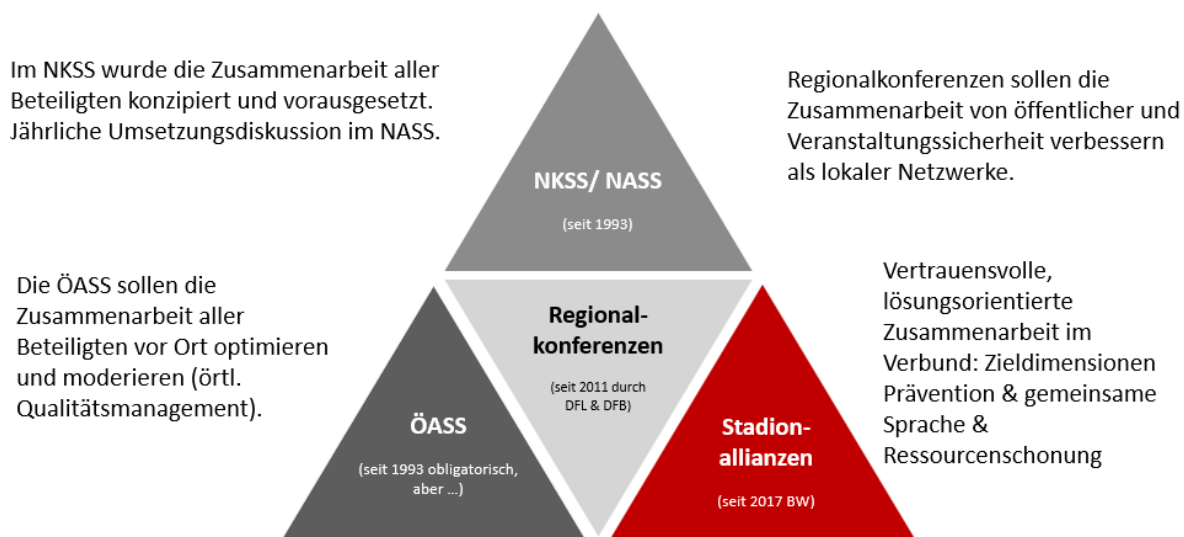 Im NKSS wurde die Zusammenarbeit aller
Beteiligten konzipiert und vorausgesetzt.
Jährliche Umsetzungsdiskussion im NASS.
Regionalkonferenzen sollen die
Zusammenarbeit von öffentlicher und
Veranstaltungssicherheit verbessern
als lokaler Netzwerke.
NKSS/ NASS
(seit 1993)
Die ÖASS sollen die
Zusammenarbeit aller
Beteiligten vor Ort optimieren
und moderieren (örtl.
Qualitätsmanagement).
Regional-
konferenzen
(seit 2011 durch
DFL & DFB)
Vertrauensvolle,
lösungsorientierte
Zusammenarbeit im
Verbund: Zieldimensionen
Prävention & gemeinsame
Sprache &
Ressourcenschonung
ÖASS
(seit 1993 obligatorisch,
aber ...)
Stadion-
allianzen
(seit 2017 BW)